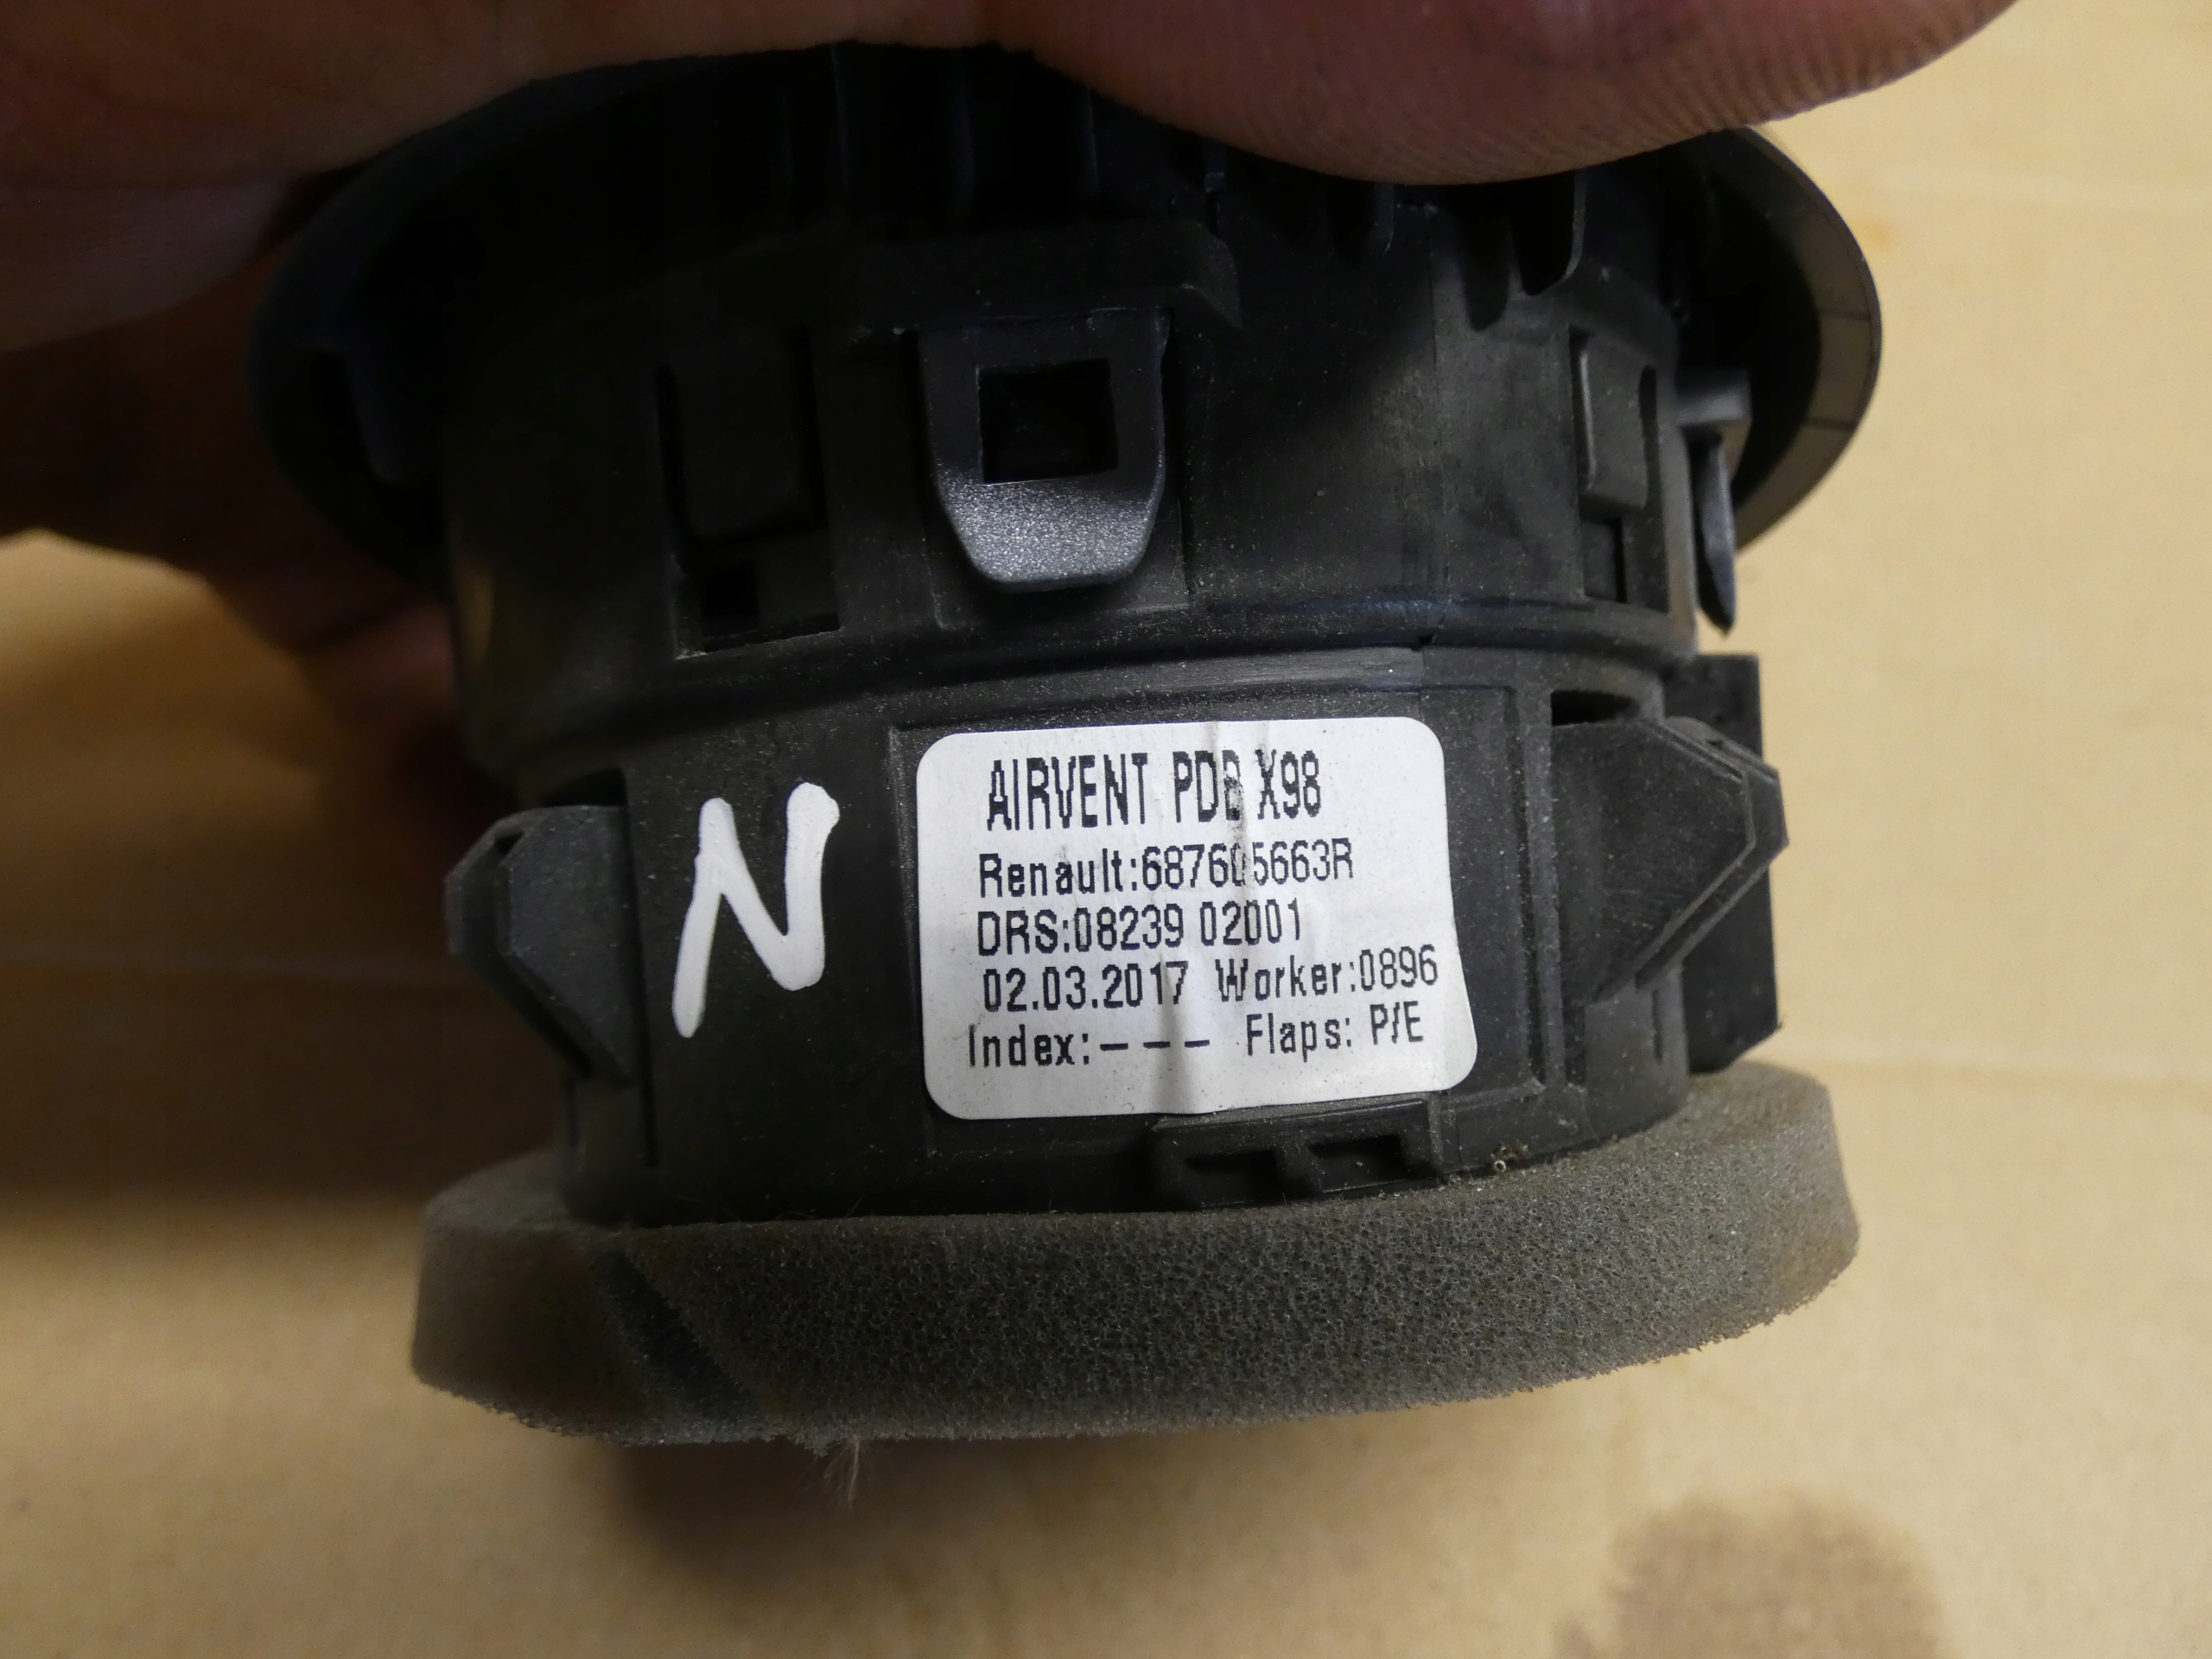 AIRVENT PDB X98
Renault:687605663R
DRS:08239 02001
02.03.2017 Worker:0896
Index:--- Flaps: P/E
N